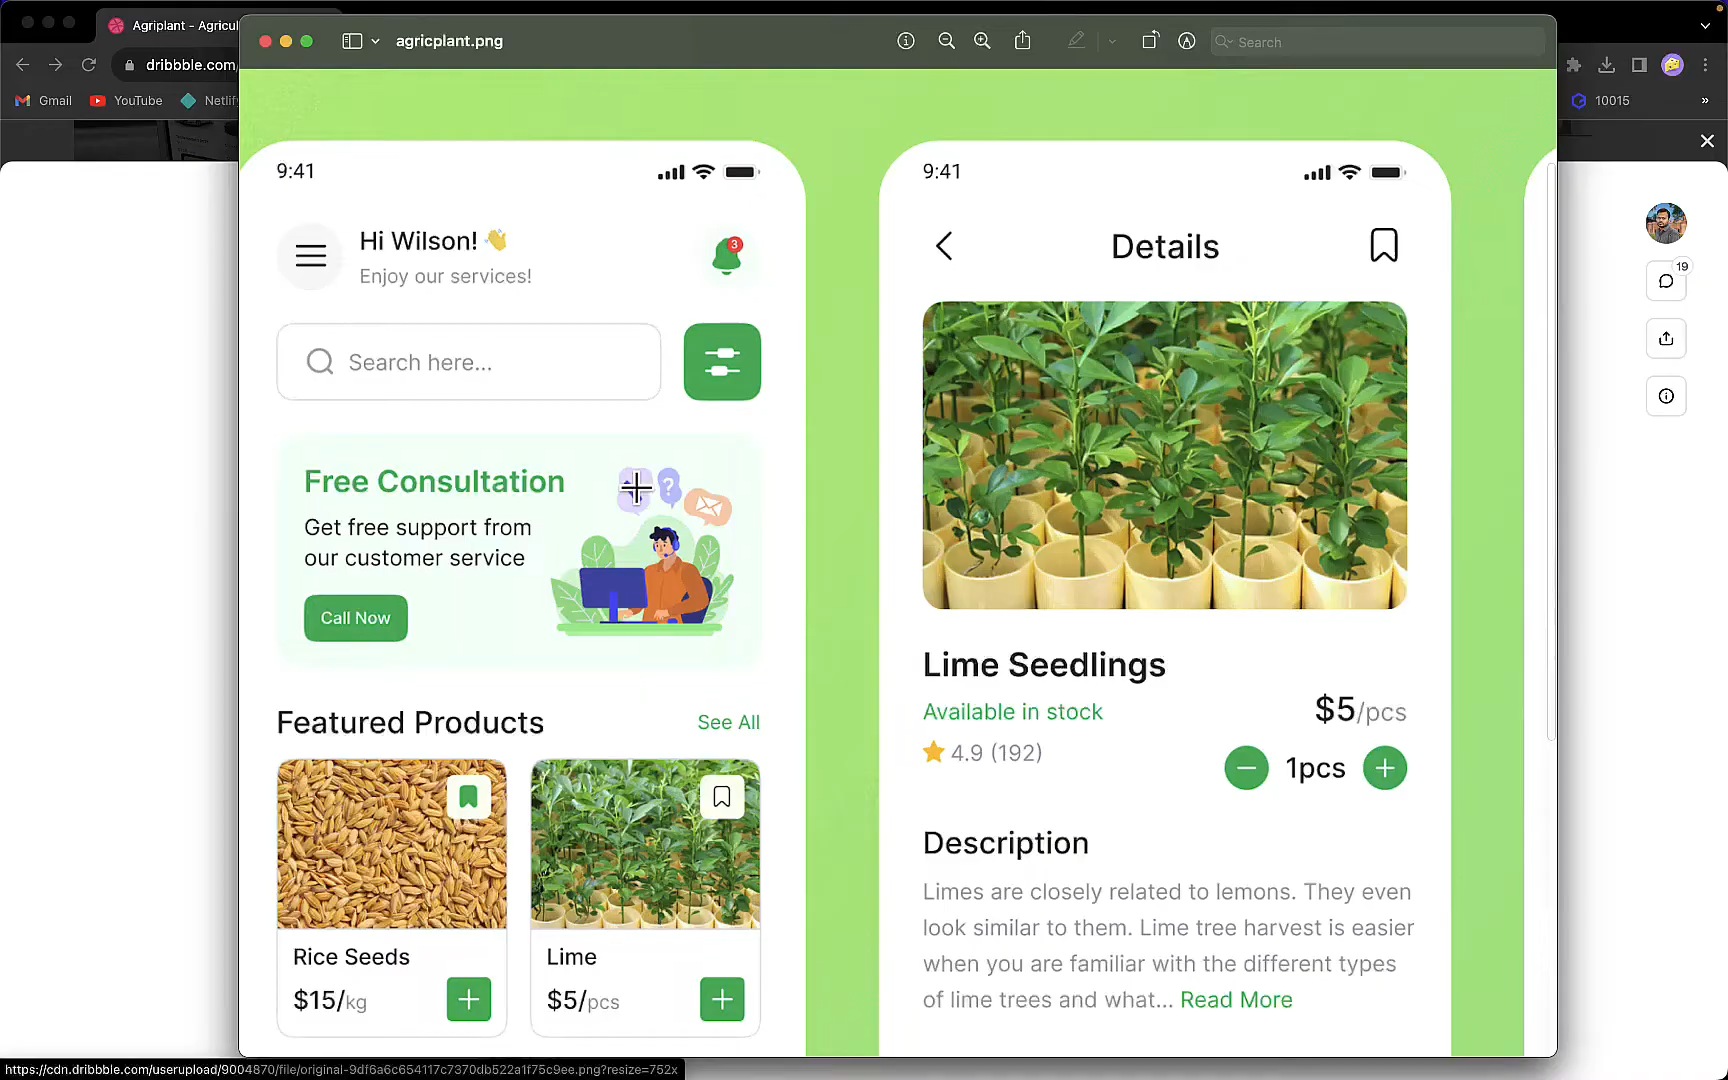 Agriplant - Agricul
agricplant.png
Search
dribbble.com
Gmail
YouTube
Netlify
10015
»
9:41
Hi Wilson! 👋
Enjoy our services!
3
Search here...
Free Consultation
?
Get free support from
our customer service
Call Now
Featured Products
See All
Rice Seeds
$15/kg
Lime
$5/pcs
9:41
Details
Lime Seedlings
Available in stock
$5/pcs
4.9 (192)
1pcs
Description
Limes are closely related to lemons. They even
look similar to them. Lime tree harvest is easier
when you are familiar with the different types
of lime trees and what... Read More
19
https://cdn.dribbble.com/userupload/9004870/file/original-9df6a6c654117c7370db522a1f75c9ee.png?resize=752x